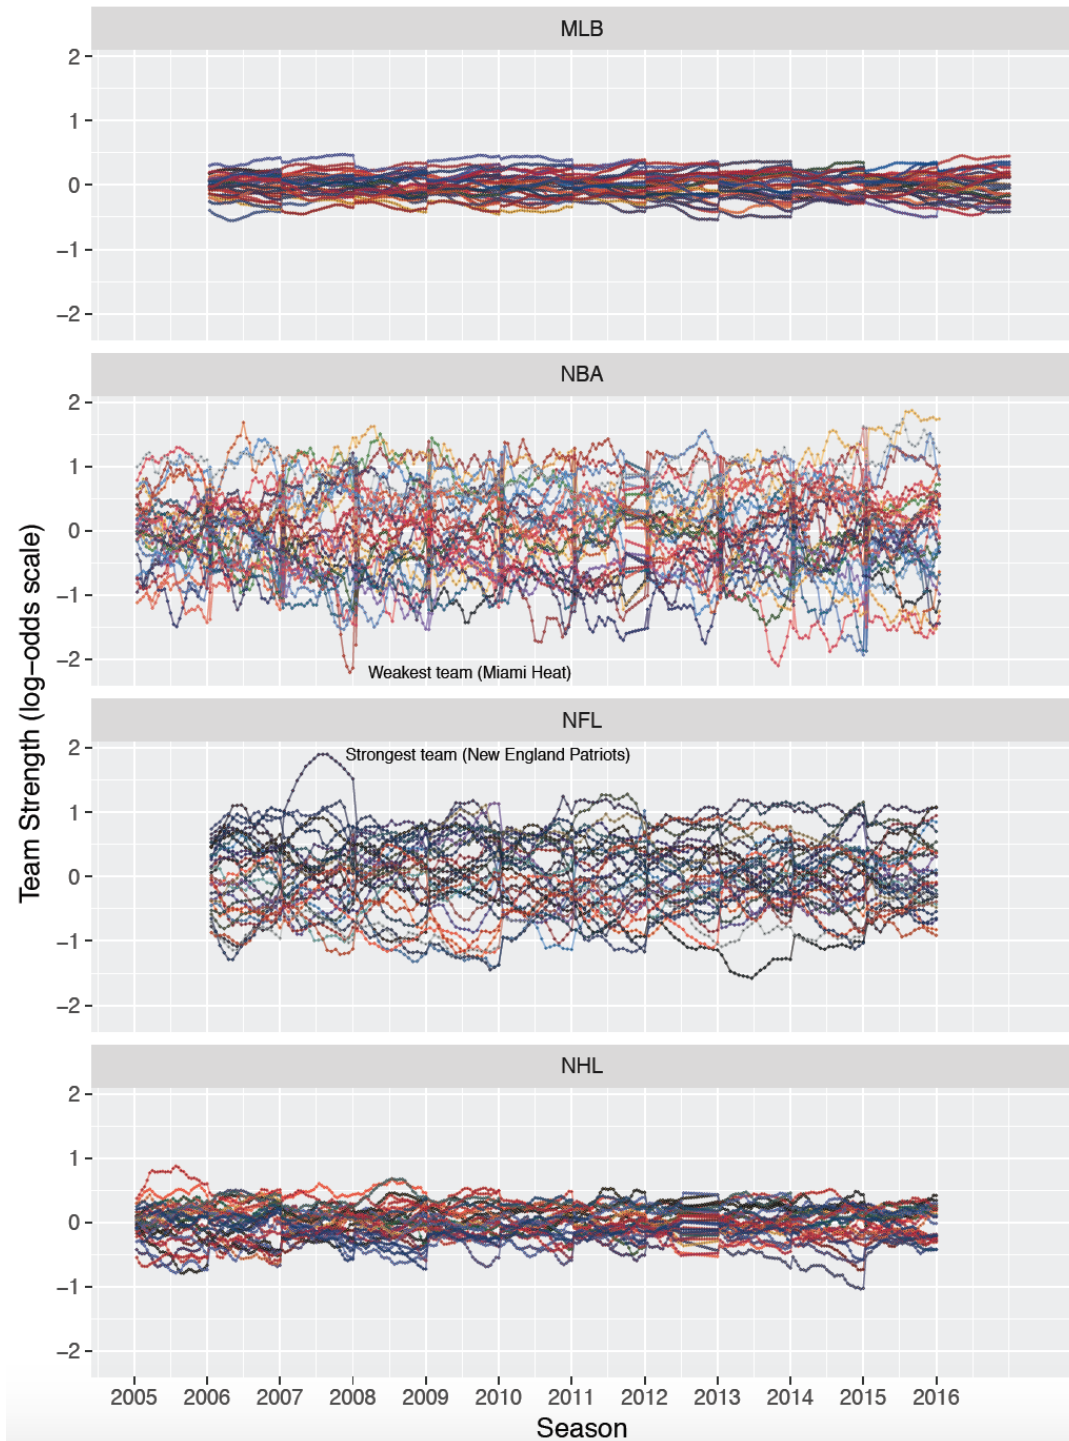 MLB
2
1
0
−1
−2
NBA
2
1
0
−1
−2
Weakest team (Miami Heat)
NFL
2
Strongest team (New England Patriots)
1
0
−1
−2
NHL
2
1
0
−1
−2
Team Strength (log−odds scale)
2005 2006 2007 2008 2009 2010 2011 2012 2013 2014 2015 2016
Season